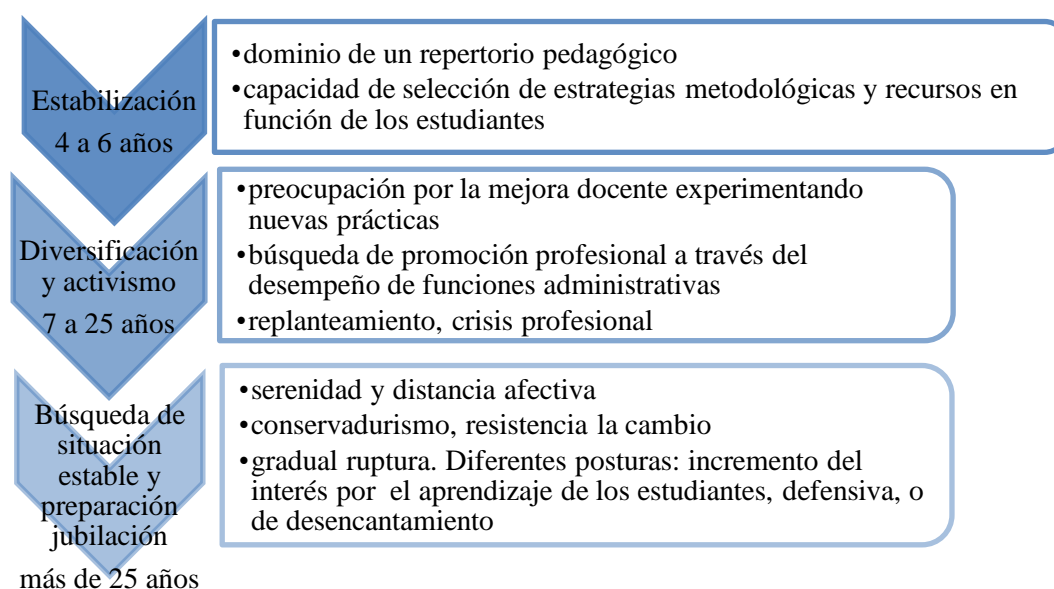 Estabilización
4 a 6 años
•dominio de un repertorio pedagógico
•capacidad de selección de estrategias metodológicas y recursos en
función de los estudiantes
Diversificación
y activismo
7 a 25 años
•preocupación por la mejora docente experimentando
nuevas prácticas
•búsqueda de promoción profesional a través del
desempeño de funciones administrativas
•replanteamiento, crisis profesional
Búsqueda de
situación
estable y
preparación
jubilación
más de 25 años
•serenidad y distancia afectiva
•conservadurismo, resistencia la cambio
•gradual ruptura. Diferentes posturas: incremento del
interés por el aprendizaje de los estudiantes, defensiva, o
de desencantamiento